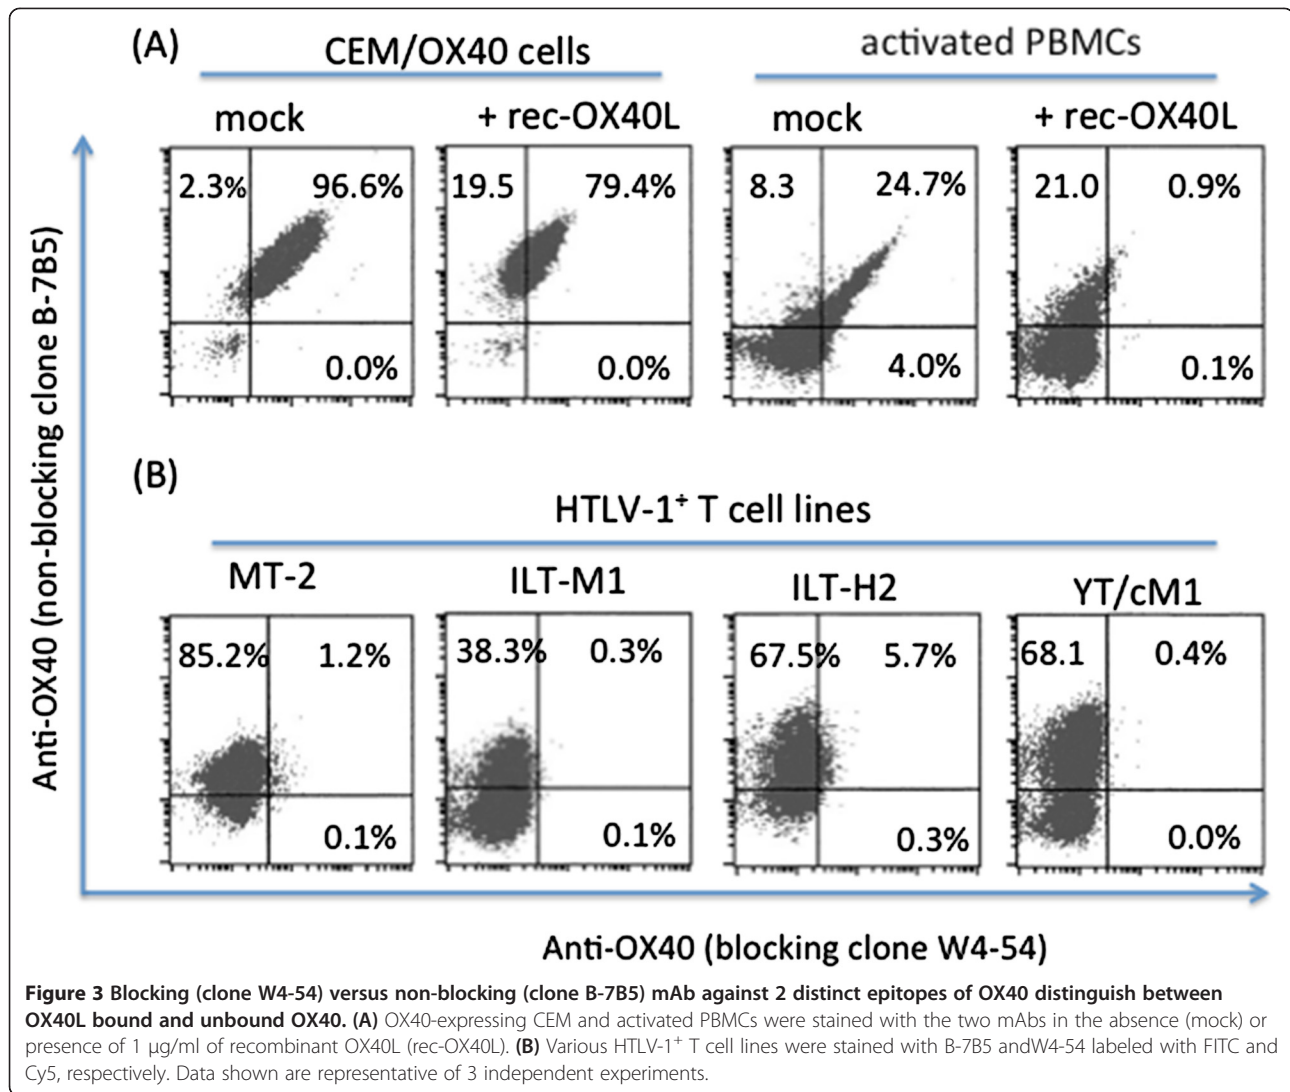 (A)
CEM/OX40 cells
activated PBMCs
mock
+ rec-OX40L
mock
+ rec-OX40L
2.3%
96.6%
0.0%
19.5
79.4%
0.0%
8.3
24.7%
4.0%
21.0
0.9%
0.1%
(B)
HTLV-1⁺ T cell lines
MT-2
ILT-M1
ILT-H2
YT/cM1
85.2%
1.2%
0.1%
38.3%
0.3%
0.1%
67.5%
5.7%
0.3%
68.1
0.4%
0.0%
Anti-OX40 (non-blocking clone B-7B5)
Anti-OX40 (blocking clone W4-54)
Figure 3 Blocking (clone W4-54) versus non-blocking (clone B-7B5) mAb against 2 distinct epitopes of OX40 distinguish between
OX40L bound and unbound OX40. (A) OX40-expressing CEM and activated PBMCs were stained with the two mAbs in the absence (mock) or
presence of 1 μg/ml of recombinant OX40L (rec-OX40L). (B) Various HTLV-1⁺ T cell lines were stained with B-7B5 andW4-54 labeled with FITC and
Cy5, respectively. Data shown are representative of 3 independent experiments.